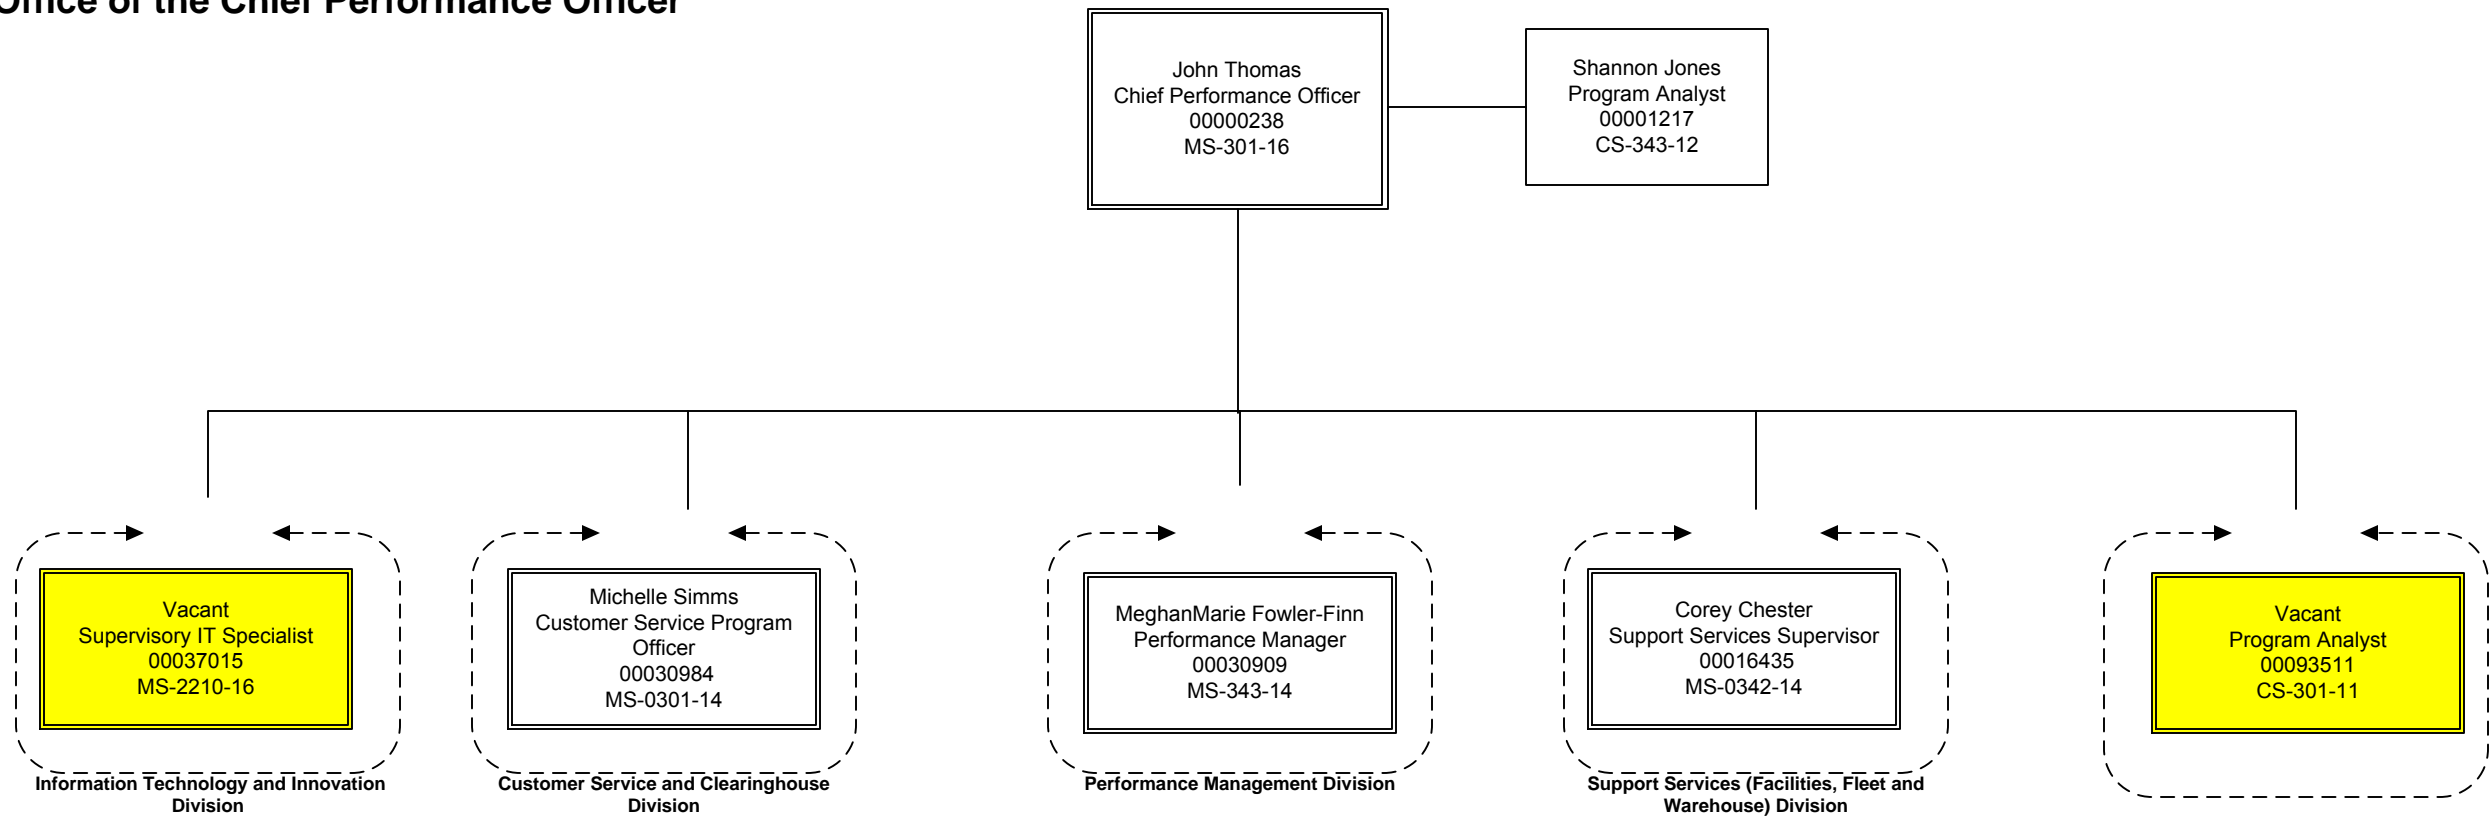 Office of the Chief Performance Officer
John Thomas
Chief Performance Officer
00000238
MS-301-16
Shannon Jones
Program Analyst
00001217
CS-343-12
Vacant
Supervisory IT Specialist
00037015
MS-2210-16
Information Technology and Innovation
Division
Michelle Simms
Customer Service Program
Officer
00030984
MS-0301-14
Customer Service and Clearinghouse
Division
MeghanMarie Fowler-Finn
Performance Manager
00030909
MS-343-14
Performance Management Division
Corey Chester
Support Services Supervisor
00016435
MS-0342-14
Support Services (Facilities, Fleet and
Warehouse) Division
Vacant
Program Analyst
00093511
CS-301-11